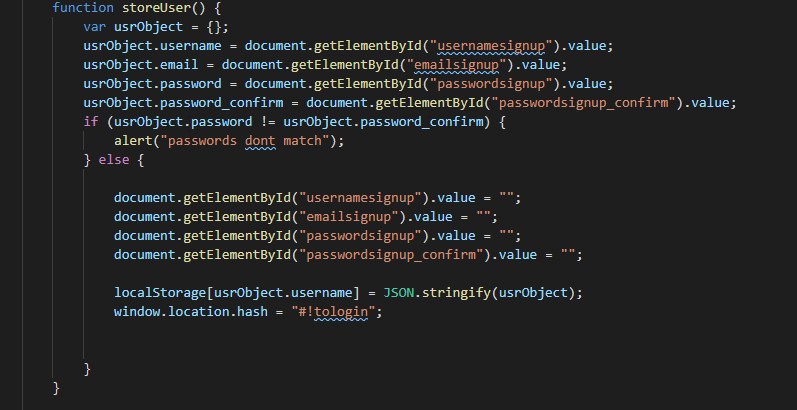 function storeUser() {
var usrObject = {};
usrObject.username = document.getElementById("usernamesignup").value;
usrObject.email = document.getElementById("emailsignup").value;
usrObject.password = document.getElementById("passwordsignup").value;
usrObject.password_confirm = document.getElementById("passwordsignup_confirm").value;
if (usrObject.password != usrObject.password_confirm) {
alert("passwords dont match");
} else {
document.getElementById("usernamesignup").value = "";
document.getElementById("emailsignup").value = "";
document.getElementById("passwordsignup").value = "";
document.getElementById("passwordsignup_confirm").value = "";
localStorage[usrObject.username] = JSON.stringify(usrObject);
window.location.hash = "#!tologin";
}
}